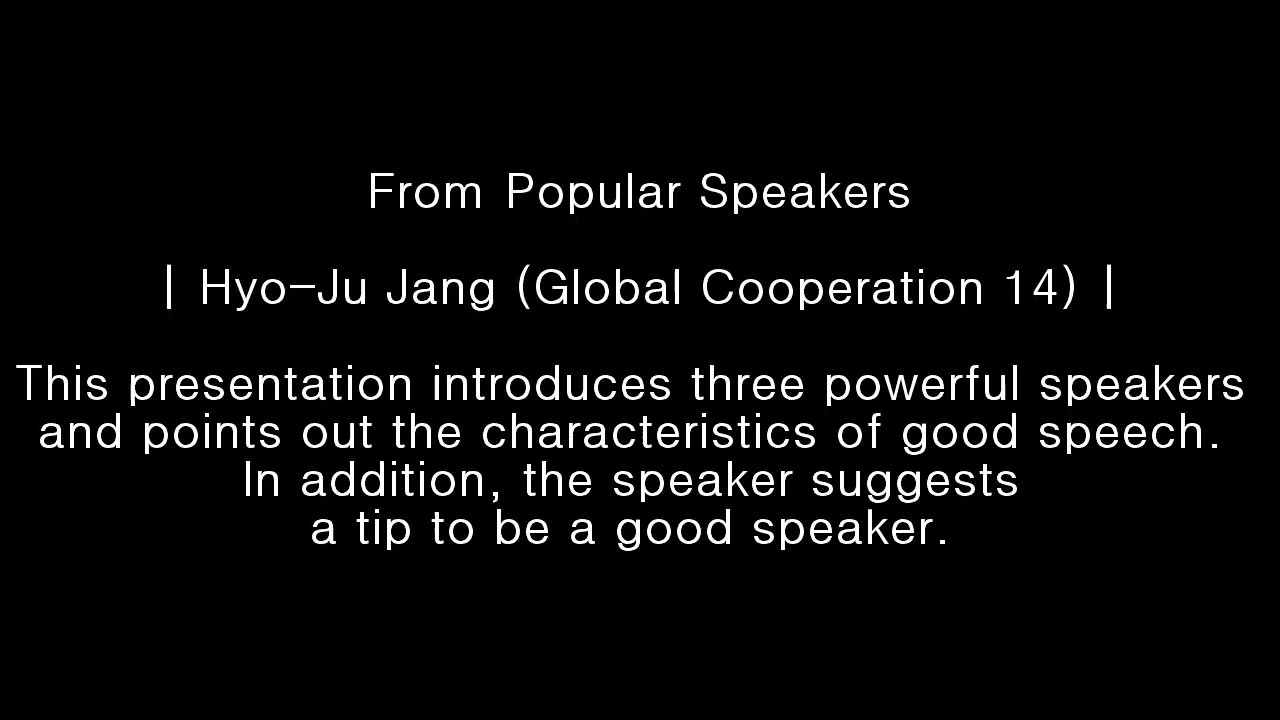 From Popular Speakers
| Hyo-Ju Jang (Global Cooperation 14) |
This presentation introduces three powerful speakers
and points out the characteristics of good speech.
In addition, the speaker suggests
a tip to be a good speaker.